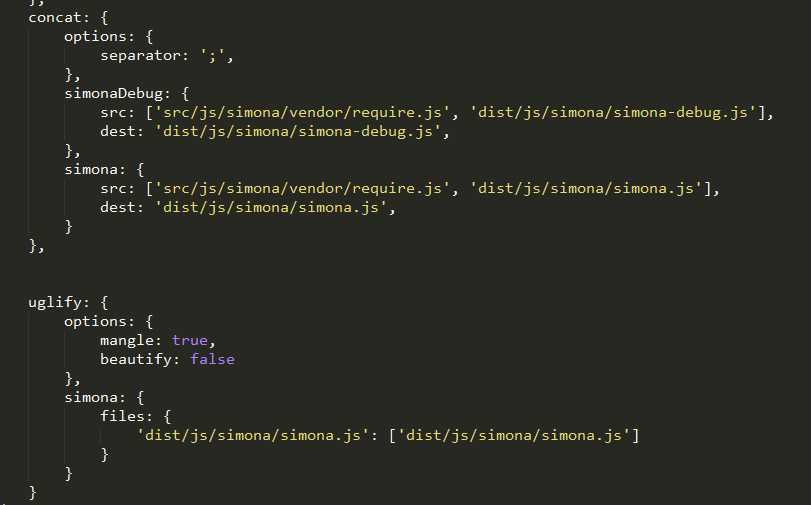 },
concat: {
    options: {
        separator: ';',
    },
    simonaDebug: {
        src: ['src/js/simona/vendor/require.js', 'dist/js/simona/simona-debug.js'],
        dest: 'dist/js/simona/simona-debug.js',
    },
    simona: {
        src: ['src/js/simona/vendor/require.js', 'dist/js/simona/simona.js'],
        dest: 'dist/js/simona/simona.js',
    }
},
uglify: {
    options: {
        mangle: true,
        beautify: false
    },
    simona: {
        files: {
            'dist/js/simona/simona.js': ['dist/js/simona/simona.js']
        }
    }
}